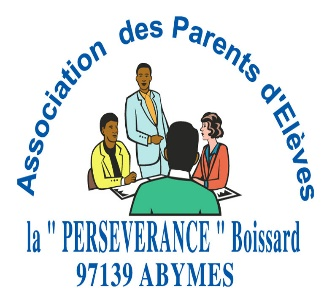 Association des Parents d'Elèves
la " PERSEVERANCE " Boissard
97139 ABYMES